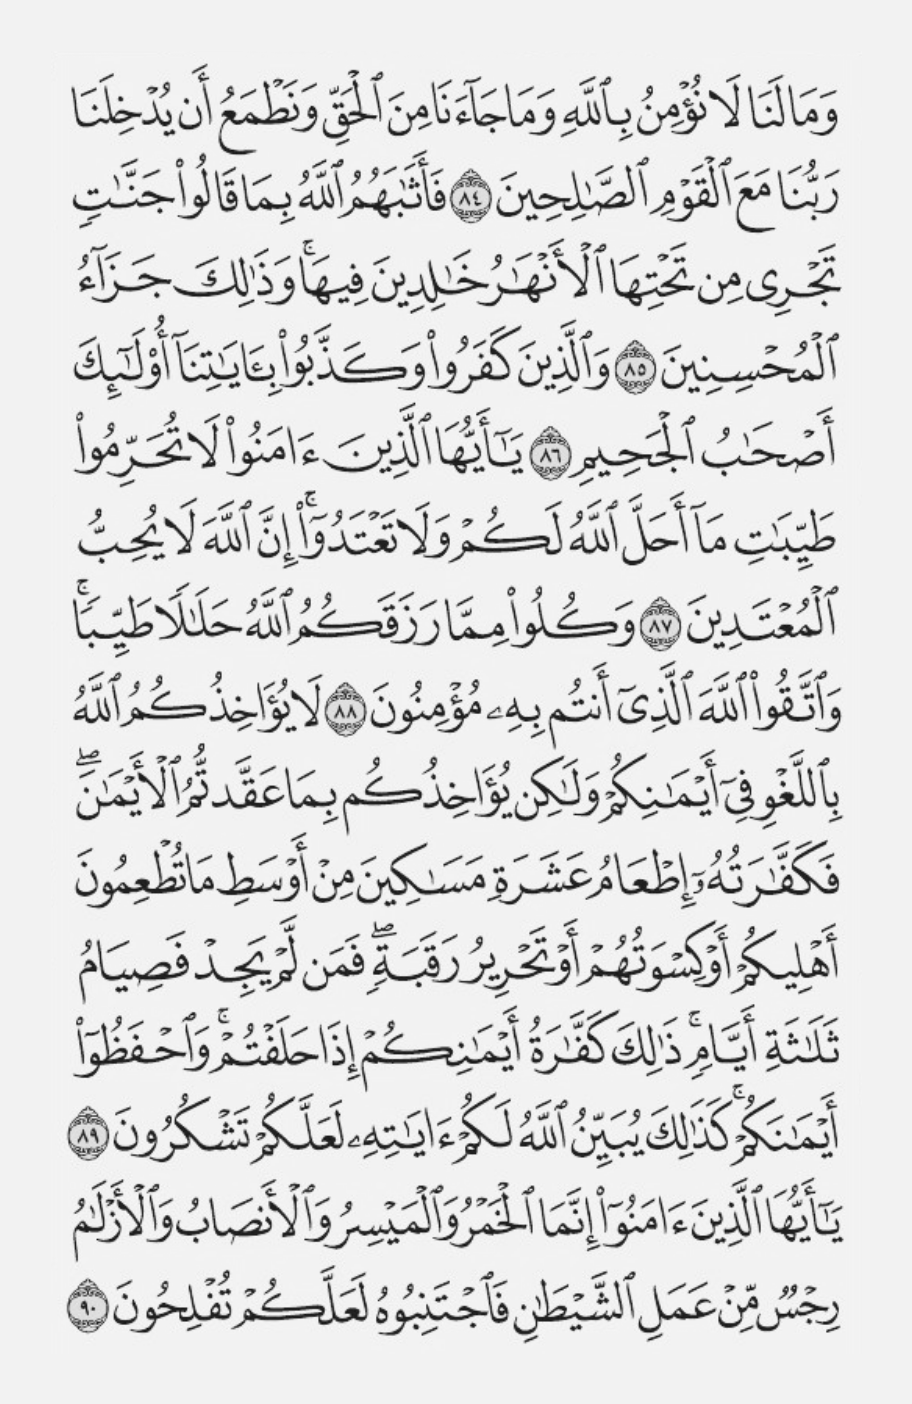 وَمَا لَنَا لَا نُؤْمِنُ بِٱللَّهِ وَمَا جَآءَنَا مِنَ ٱلْحَقِّ وَنَطْمَعُ أَن يُدْخِلَنَا
رَبُّنَا مَعَ ٱلْقَوْمِ ٱلصَّٰلِحِينَ ٨٤ فَأَثَٰبَهُمُ ٱللَّهُ بِمَا قَالُوا۟ جَنَّٰتٍ
تَجْرِى مِن تَحْتِهَا ٱلْأَنْهَٰرُ خَٰلِدِينَ فِيهَا ۚ وَذَٰلِكَ جَزَآءُ
ٱلْمُحْسِنِينَ ٨٥ وَٱلَّذِينَ كَفَرُوا۟ وَكَذَّبُوا۟ بِـَٔايَٰتِنَآ أُو۟لَٰٓئِكَ
أَصْحَٰبُ ٱلْجَحِيمِ ٨٦ يَٰٓأَيُّهَا ٱلَّذِينَ ءَامَنُوا۟ لَا تُحَرِّمُوا۟
طَيِّبَٰتِ مَآ أَحَلَّ ٱللَّهُ لَكُمْ وَلَا تَعْتَدُوٓا۟ ۚ إِنَّ ٱللَّهَ لَا يُحِبُّ
ٱلْمُعْتَدِينَ ٨٧ وَكُلُوا۟ مِمَّا رَزَقَكُمُ ٱللَّهُ حَلَٰلًا طَيِّبًا ۚ
وَٱتَّقُوا۟ ٱللَّهَ ٱلَّذِىٓ أَنتُم بِهِۦ مُؤْمِنُونَ ٨٨ لَا يُؤَاخِذُكُمُ ٱللَّهُ
بِٱللَّغْوِ فِىٓ أَيْمَٰنِكُمْ وَلَٰكِن يُؤَاخِذُكُم بِمَا عَقَّدتُّمُ ٱلْأَيْمَٰنَ ۖ
فَكَفَّٰرَتُهُۥٓ إِطْعَامُ عَشَرَةِ مَسَٰكِينَ مِنْ أَوْسَطِ مَا تُطْعِمُونَ
أَهْلِيكُمْ أَوْ كِسْوَتُهُمْ أَوْ تَحْرِيرُ رَقَبَةٍ ۖ فَمَن لَّمْ يَجِدْ فَصِيَامُ
ثَلَٰثَةِ أَيَّامٍ ۚ ذَٰلِكَ كَفَّٰرَةُ أَيْمَٰنِكُمْ إِذَا حَلَفْتُمْ ۚ وَٱحْفَظُوٓا۟
أَيْمَٰنَكُمْ ۚ كَذَٰلِكَ يُبَيِّنُ ٱللَّهُ لَكُمْ ءَايَٰتِهِۦ لَعَلَّكُمْ تَشْكُرُونَ ٨٩
يَٰٓأَيُّهَا ٱلَّذِينَ ءَامَنُوٓا۟ إِنَّمَا ٱلْخَمْرُ وَٱلْمَيْسِرُ وَٱلْأَنصَابُ وَٱلْأَزْلَٰمُ
رِجْسٌ مِّنْ عَمَلِ ٱلشَّيْطَٰنِ فَٱجْتَنِبُوهُ لَعَلَّكُمْ تُفْلِحُونَ ٩٠